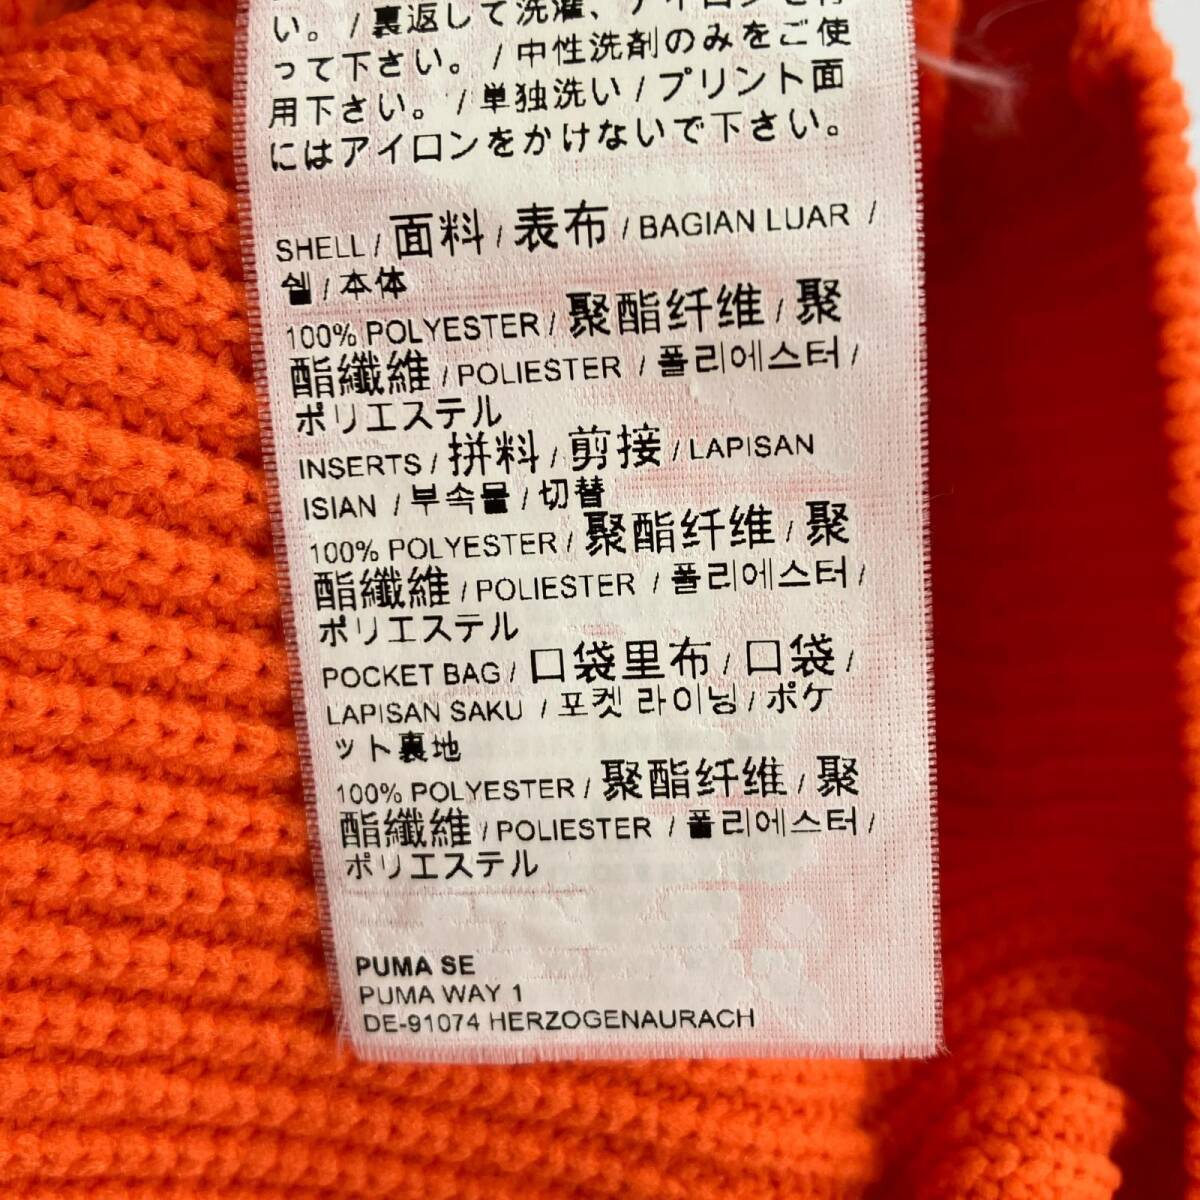 い。/裏返して洗濯、アイロンを行
って下さい。/中性洗剤のみをご使
用下さい。/単独洗い/プリント面
にはアイロンをかけないで下さい。
SHELL / 面料 / 表布 / BAGIAN LUAR /
쉘 / 本体
100% POLYESTER / 聚酯纤维 / 聚
酯纖維 / POLIESTER / 폴리에스터 /
ポリエステル
INSERTS / 拼料 / 剪接 / LAPISAN
ISIAN / 부속물 / 切替
100% POLYESTER / 聚酯纤维 / 聚
酯纖維 / POLIESTER / 폴리에스터 /
ポリエステル
POCKET BAG / 口袋里布 / 口袋 /
LAPISAN SAKU / 포켓 라이닝 / ポケ
ット裏地
100% POLYESTER / 聚酯纤维 / 聚
酯纖維 / POLIESTER / 폴리에스터 /
ポリエステル
PUMA SE
PUMA WAY 1
DE-91074 HERZOGENAURACH